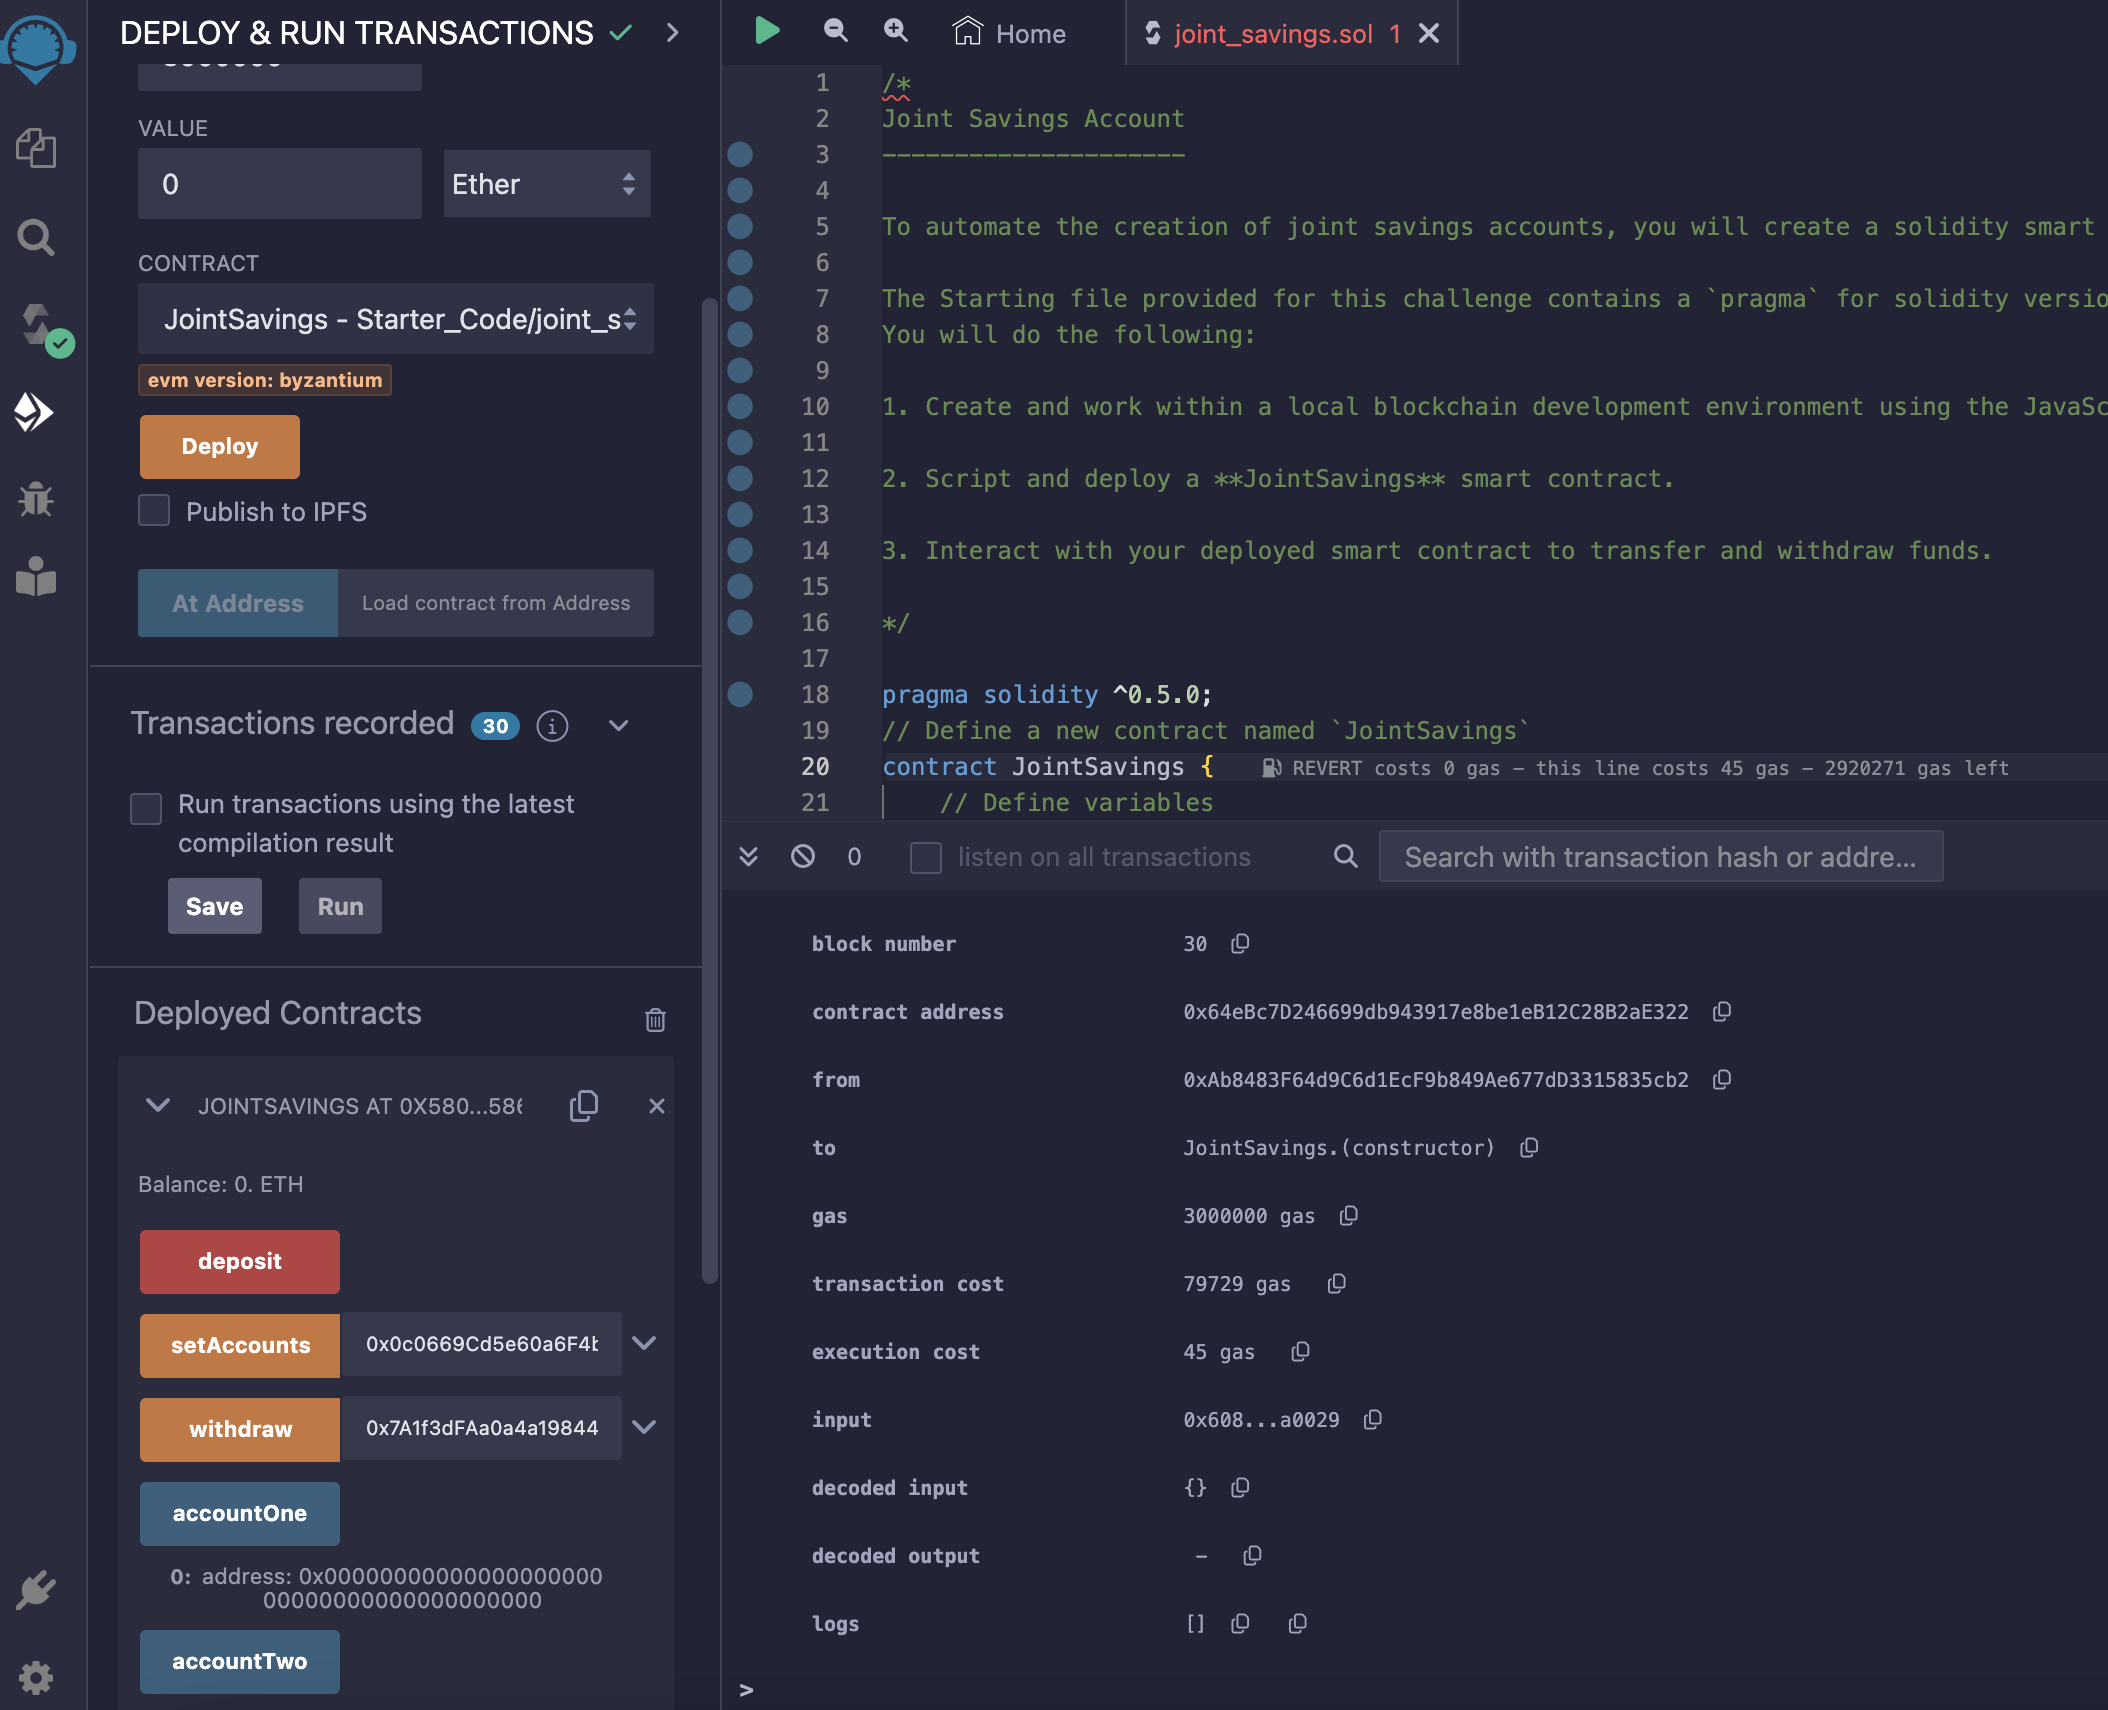 DEPLOY & RUN TRANSACTIONS
VALUE
0
Ether
CONTRACT
JointSavings - Starter_Code/joint_s
evm version: byzantium
Deploy
Publish to IPFS
At Address
Load contract from Address
Transactions recorded 30 i
Run transactions using the latest
compilation result
Save
Run
Deployed Contracts
JOINTSAVINGS AT 0X580...586
Balance: 0. ETH
deposit
setAccounts
0x0c0669Cd5e60a6F4b
withdraw
0x7A1f3dFAa0a4a19844
accountOne
0: address: 0x00000000000000000000
00000000000000000000
accountTwo
Home
joint_savings.sol 1
1 /*
2 Joint Savings Account
3 ---------------------
4
5 To automate the creation of joint savings accounts, you will create a solidity smart
6
7 The Starting file provided for this challenge contains a `pragma` for solidity versio
8 You will do the following:
9
10 1. Create and work within a local blockchain development environment using the JavaSc
11
12 2. Script and deploy a **JointSavings** smart contract.
13
14 3. Interact with your deployed smart contract to transfer and withdraw funds.
15
16 */
17
18 pragma solidity ^0.5.0;
19 // Define a new contract named `JointSavings`
20 contract JointSavings { REVERT costs 0 gas - this line costs 45 gas - 2920271 gas left
21 // Define variables
0
listen on all transactions
Search with transaction hash or addre...
block number 30
contract address 0x64eBc7D246699db943917e8be1eB12C28B2aE322
from 0xAb8483F64d9C6d1EcF9b849Ae677dD3315835cb2
to JointSavings.(constructor)
gas 3000000 gas
transaction cost 79729 gas
execution cost 45 gas
input 0x608...a0029
decoded input {}
decoded output -
logs []
>